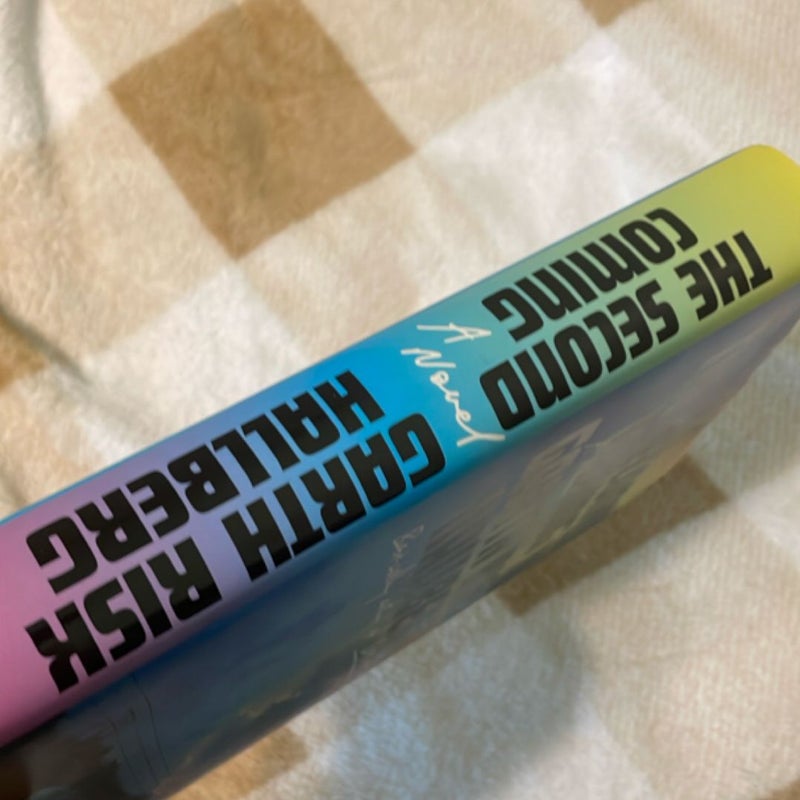 THE SECOND
COMING
A
Novel
GARTH RISK
HALLBERG